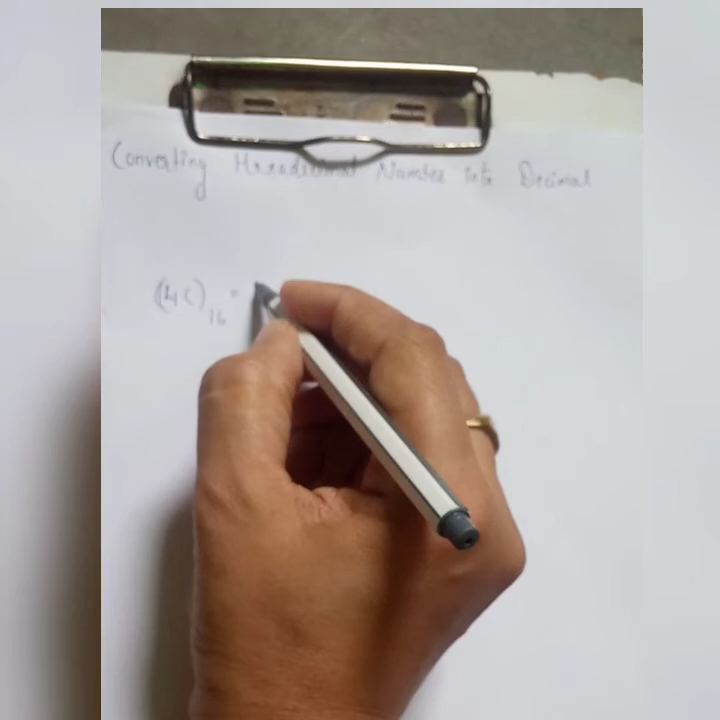 Converting Hexadecimal Number into Decimal
(4C)16 =